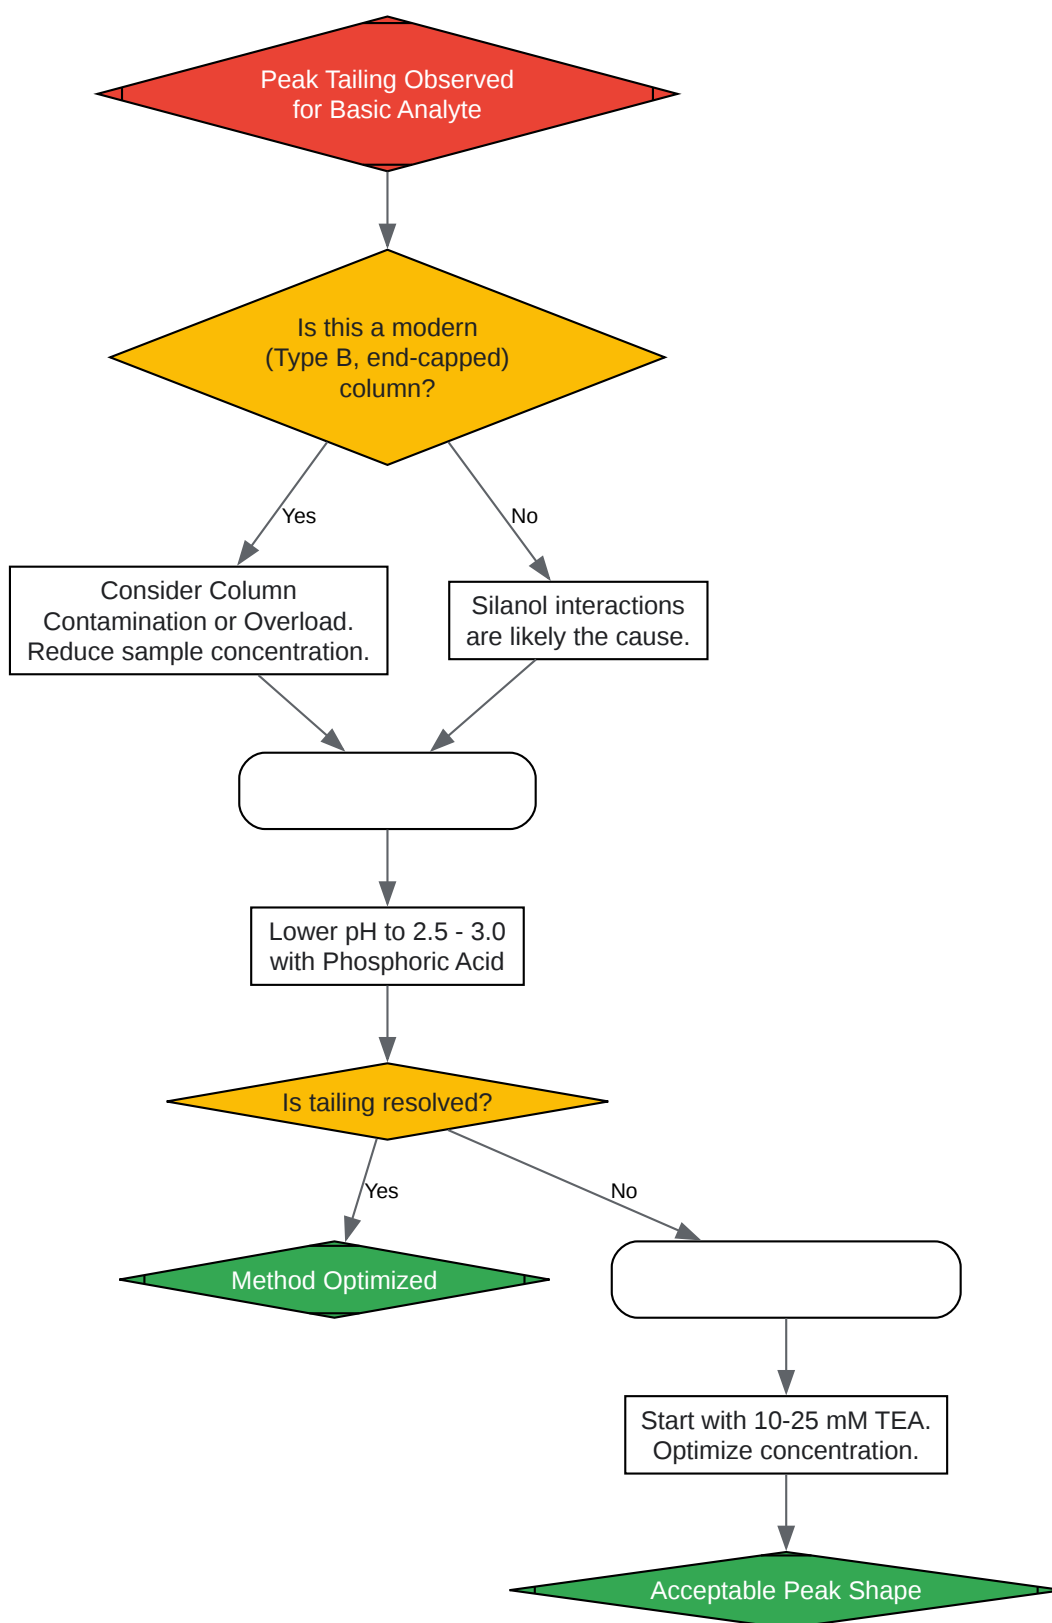 Peak Tailing Observed
for Basic Analyte
Is this a modern
(Type B, end-capped)
column?
Yes
No
Consider Column
Contamination or Overload.
Reduce sample concentration.
Silanol interactions
are likely the cause.
Lower pH to 2.5 - 3.0
with Phosphoric Acid
Is tailing resolved?
Yes
No
Method Optimized
Start with 10-25 mM TEA.
Optimize concentration.
Acceptable Peak Shape